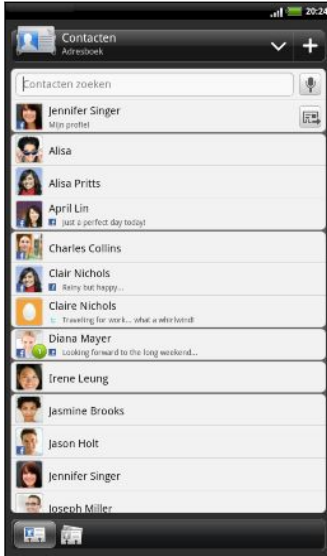 20:24
Contacten
Adresboek
Contacten zoeken
Jennifer Singer
Mijn profiel
Alisa
Alisa Pritts
April Lin
Just a perfect day today!
Charles Collins
Clair Nichols
Rainy but happy...
Claire Nichols
Traveling for work... what a whirlwind!
Diana Mayer
Looking forward to the long weekend...
Irene Leung
Jasmine Brooks
Jason Holt
Jennifer Singer
Joseph Miller